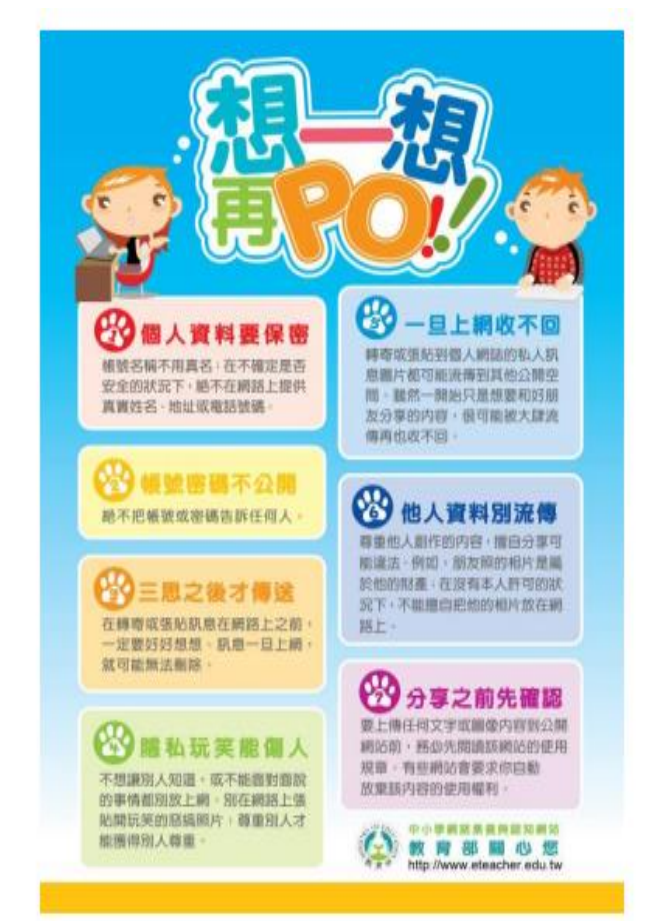 想一想
再PO!!
1 個人資料要保密
帳號名稱不用真名,在不確定是否
安全的狀況下,絕不在網路上提供
真實姓名、地址或電話號碼。
2 帳號密碼不公開
絕不把帳號或密碼告訴任何人。
3 三思之後才傳送
在轉寄或張貼訊息在網路上之前,
一定要好好想想,訊息一旦上網,
就可能無法刪除。
4 隱私玩笑能傷人
不想讓別人知道,或不能面對面說
的事情都別放上網,別在網路上張
貼開玩笑的惡搞照片,尊重別人才
能獲得別人尊重。
5 一旦上網收不回
轉寄或張貼到個人網誌的私人訊
息圖片都可能流傳到其他公開空
間。雖然一開始只是想要和好朋
友分享的內容,很可能被大肆流
傳再也收不回。
6 他人資料別流傳
尊重他人創作的內容,擅自分享可
能違法。例如,朋友照的相片是屬
於他的財產,在沒有本人許可的狀
況下,不能擅自把他的相片放在網
路上。
7 分享之前先確認
要上傳任何文字或圖像內容到公開
網站前,務必先閱讀該網站的使用
規章。有些網站會要求你自動
放棄該內容的使用權利。
中小學網路素養與認知網站
教育部關心您
http://www.eteacher.edu.tw